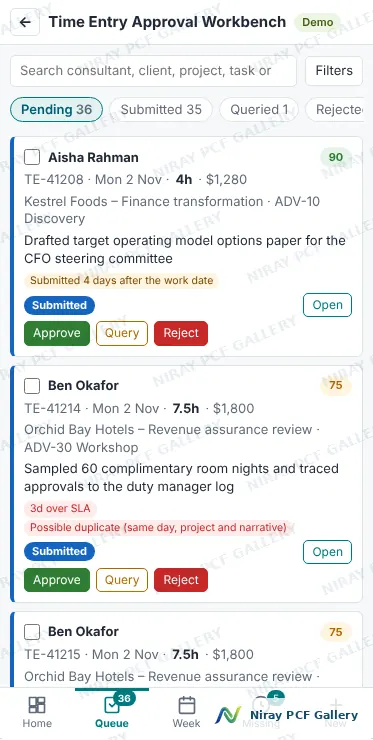 Time Entry Approval Workbench Demo
Search consultant, client, project, task or
Filters
Pending 36
Submitted 35
Queried 1
Rejected
Aisha Rahman 90
TE-41208 · Mon 2 Nov · 4h · $1,280
Kestrel Foods – Finance transformation · ADV-10
Discovery
Drafted target operating model options paper for the
CFO steering committee
Submitted 4 days after the work date
Submitted
Open
Approve Query Reject
Ben Okafor 75
TE-41214 · Mon 2 Nov · 7.5h · $1,800
Orchid Bay Hotels – Revenue assurance review ·
ADV-30 Workshop
Sampled 60 complimentary room nights and traced
approvals to the duty manager log
3d over SLA
Possible duplicate (same day, project and narrative)
Submitted
Open
Approve Query Reject
Ben Okafor 75
TE-41215 · Mon 2 Nov · 7.5h · $1,800
Orchid Bay Hotels – Revenue assurance review ·
36
5
Home Queue Week Missing New
Niray PCF Gallery
NIRAY PCF GALLERY